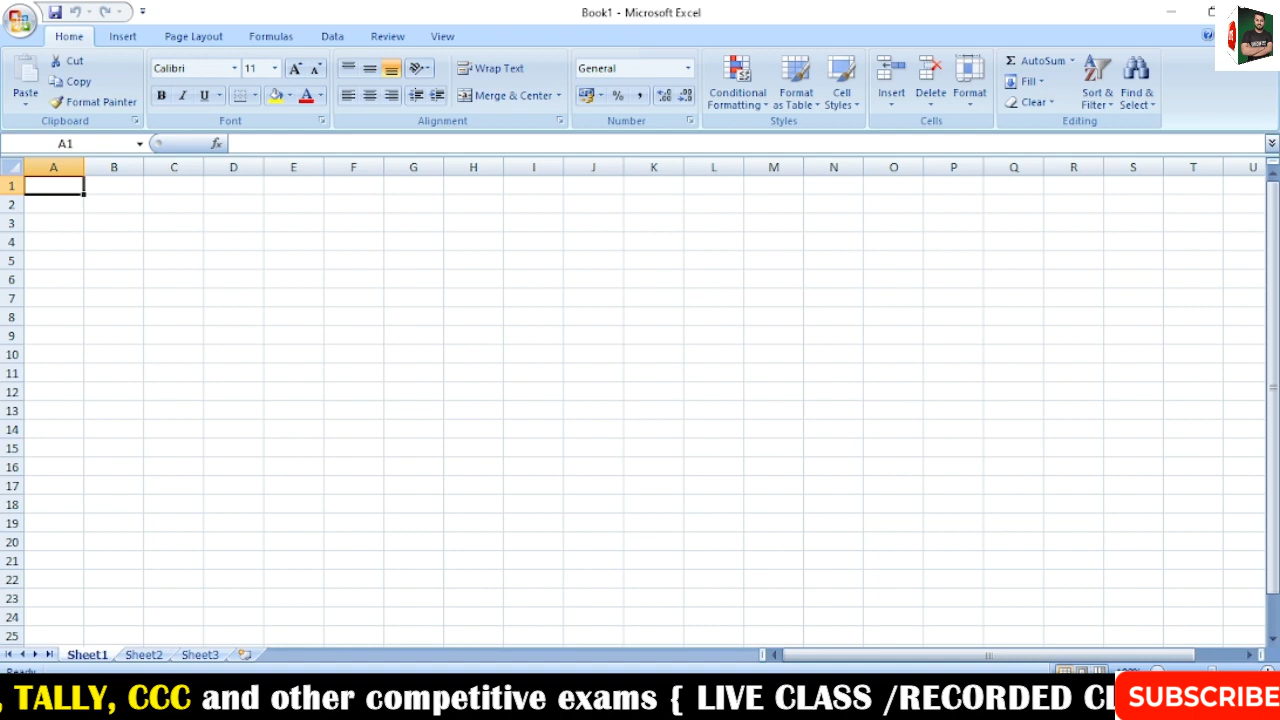 Book1 - Microsoft Excel
Home Insert Page Layout Formulas Data Review View
Cut
Copy
Format Painter
Paste
Clipboard
Calibri 11
B I U
Font
Wrap Text
Merge & Center
Alignment
General
% ,
Number
Conditional Formatting
Format as Table
Cell Styles
Styles
Insert Delete Format
Cells
Σ AutoSum
Fill
Clear
Sort & Filter
Find & Select
Editing
A1 fx
A B C D E F G H I J K L M N O P Q R S T U
1
2
3
4
5
6
7
8
9
10
11
12
13
14
15
16
17
18
19
20
21
22
23
24
25
Sheet1 Sheet2 Sheet3
, TALLY, CCC and other competitive exams { LIVE CLASS /RECORDED CL
SUBSCRIBE